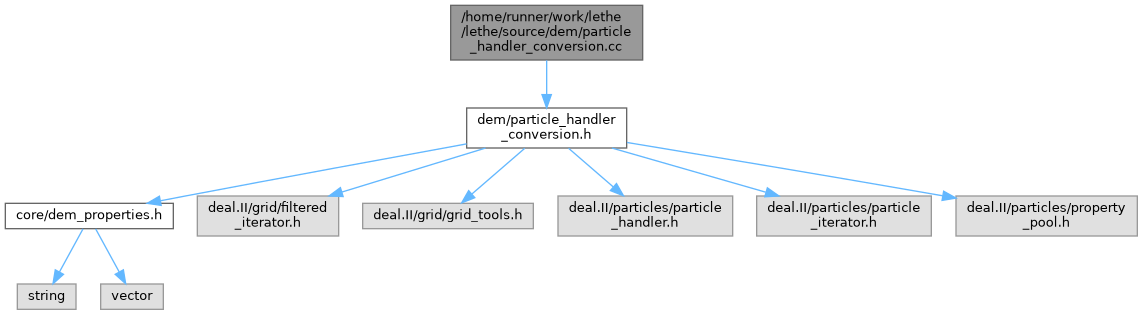 /home/runner/work/lethe
/lethe/source/dem/particle
_handler_conversion.cc
dem/particle_handler
_conversion.h
core/dem_properties.h
deal.II/grid/filtered
_iterator.h
deal.II/grid/grid_tools.h
deal.II/particles/particle
_handler.h
deal.II/particles/particle
_iterator.h
deal.II/particles/property
_pool.h
string
vector